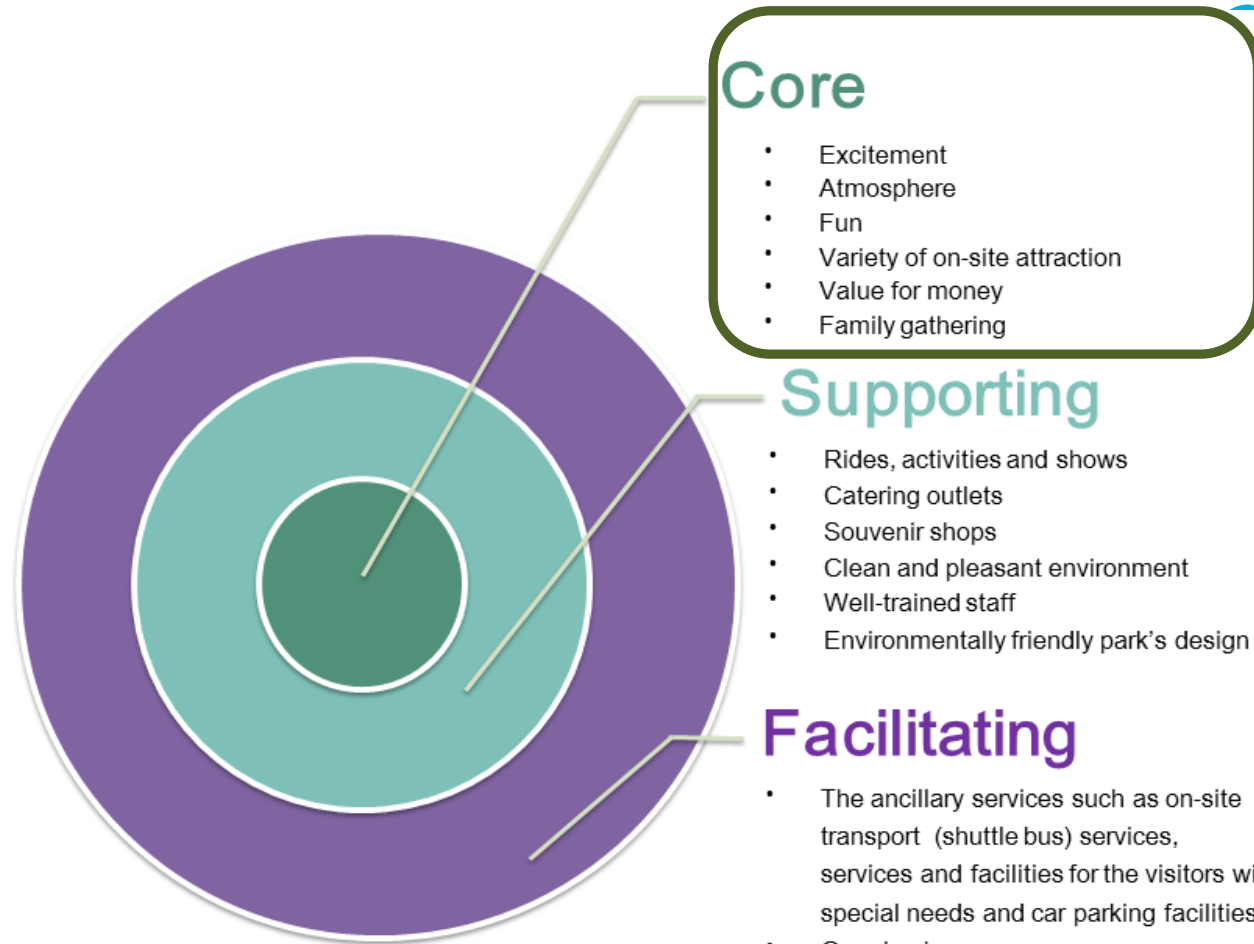 Core
• Excitement
• Atmosphere
• Fun
• Variety of on-site attraction
• Value for money
• Family gathering
Supporting
• Rides, activities and shows
• Catering outlets
• Souvenir shops
• Clean and pleasant environment
• Well-trained staff
• Environmentally friendly park's design
Facilitating
• The ancillary services such as on-site
transport (shuttle bus) services,
services and facilities for the visitors
special needs and car parking facilities